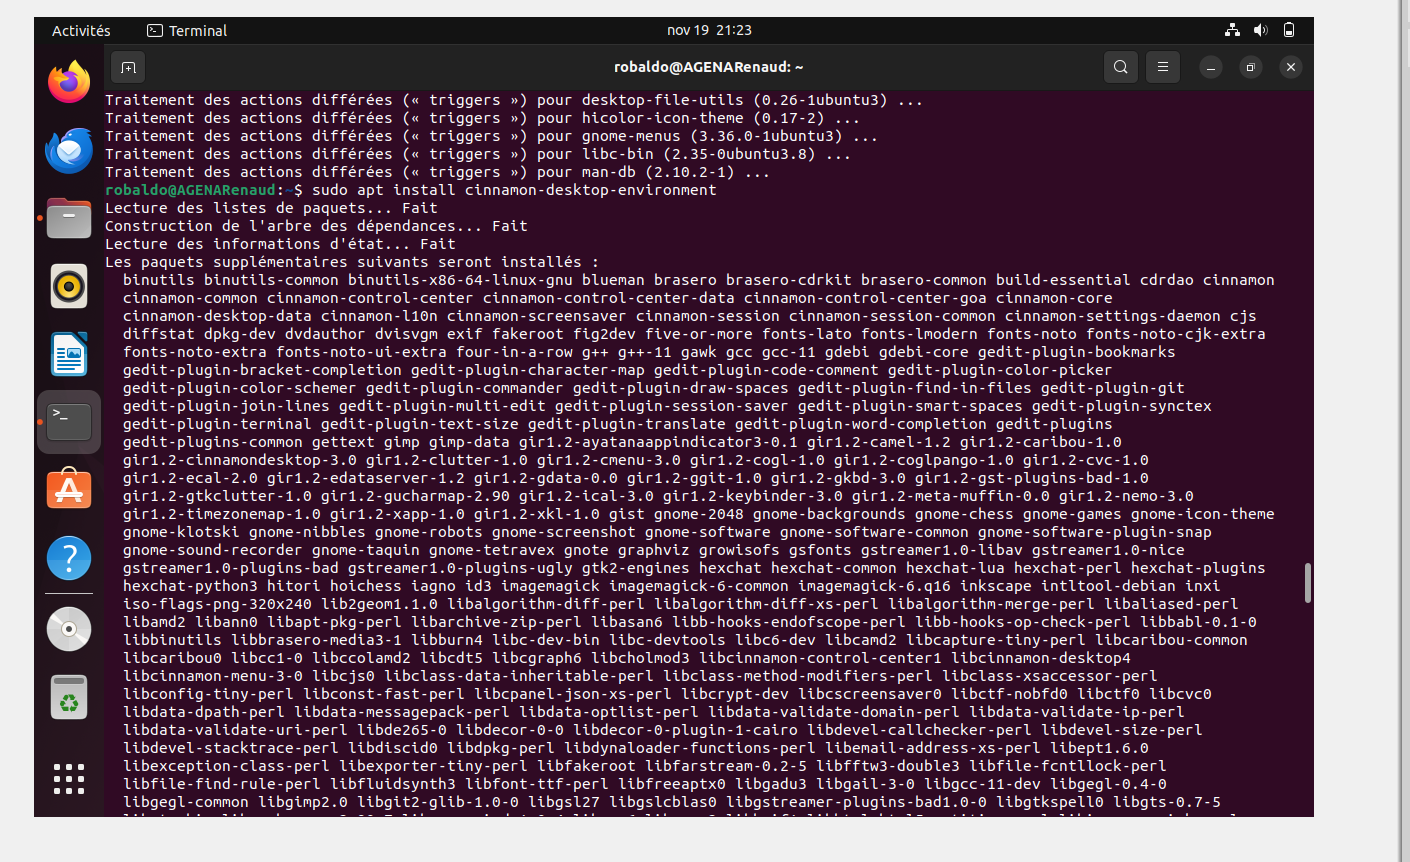 Activités
Terminal
nov 19 21:23
robaldo@AGENARenaud: ~
Traitement des actions différées (« triggers ») pour desktop-file-utils (0.26-1ubuntu3) ...
Traitement des actions différées (« triggers ») pour hicolor-icon-theme (0.17-2) ...
Traitement des actions différées (« triggers ») pour gnome-menus (3.36.0-1ubuntu3) ...
Traitement des actions différées (« triggers ») pour libc-bin (2.35-0ubuntu3.8) ...
Traitement des actions différées (« triggers ») pour man-db (2.10.2-1) ...
robaldo@AGENARenaud:~$ sudo apt install cinnamon-desktop-environment
Lecture des listes de paquets... Fait
Construction de l'arbre des dépendances... Fait
Lecture des informations d'état... Fait
Les paquets supplémentaires suivants seront installés :
binutils binutils-common binutils-x86-64-linux-gnu blueman brasero brasero-cdrkit brasero-common build-essential cdrdao cinnamon
cinnamon-common cinnamon-control-center cinnamon-control-center-data cinnamon-control-center-goa cinnamon-core
cinnamon-desktop-data cinnamon-l10n cinnamon-screensaver cinnamon-session cinnamon-session-common cinnamon-settings-daemon cjs
diffstat dpkg-dev dvdauthor dvisvgm exif fakeroot fig2dev five-or-more fonts-lato fonts-lmodern fonts-noto fonts-noto-cjk-extra
fonts-noto-extra fonts-noto-ui-extra four-in-a-row g++ g++-11 gawk gcc gcc-11 gdebi gdebi-core gedit-plugin-bookmarks
gedit-plugin-bracket-completion gedit-plugin-character-map gedit-plugin-code-comment gedit-plugin-color-picker
gedit-plugin-color-schemer gedit-plugin-commander gedit-plugin-draw-spaces gedit-plugin-find-in-files gedit-plugin-git
gedit-plugin-join-lines gedit-plugin-multi-edit gedit-plugin-session-saver gedit-plugin-smart-spaces gedit-plugin-synctex
gedit-plugin-terminal gedit-plugin-text-size gedit-plugin-translate gedit-plugin-word-completion gedit-plugins
gedit-plugins-common gettext gimp gimp-data gir1.2-ayatanaappindicator3-0.1 gir1.2-camel-1.2 gir1.2-caribou-1.0
gir1.2-cinnamondesktop-3.0 gir1.2-clutter-1.0 gir1.2-cmenu-3.0 gir1.2-cogl-1.0 gir1.2-coglpango-1.0 gir1.2-cvc-1.0
gir1.2-ecal-2.0 gir1.2-edataserver-1.2 gir1.2-gdata-0.0 gir1.2-ggit-1.0 gir1.2-gkbd-3.0 gir1.2-gst-plugins-bad-1.0
gir1.2-gtkclutter-1.0 gir1.2-gucharmap-2.90 gir1.2-ical-3.0 gir1.2-keybinder-3.0 gir1.2-meta-muffin-0.0 gir1.2-nemo-3.0
gir1.2-timezonemap-1.0 gir1.2-xapp-1.0 gir1.2-xkl-1.0 gist gnome-2048 gnome-backgrounds gnome-chess gnome-games gnome-icon-theme
gnome-klotski gnome-nibbles gnome-robots gnome-screenshot gnome-software gnome-software-common gnome-software-plugin-snap
gnome-sound-recorder gnome-taquin gnome-tetravex gnote graphviz growisofs gsfonts gstreamer1.0-libav gstreamer1.0-nice
gstreamer1.0-plugins-bad gstreamer1.0-plugins-ugly gtk2-engines hexchat hexchat-common hexchat-lua hexchat-perl hexchat-plugins
hexchat-python3 hitori hoichess iagno id3 imagemagick imagemagick-6-common imagemagick-6.q16 inkscape intltool-debian inxi
iso-flags-png-320x240 lib2geom1.1.0 libalgorithm-diff-perl libalgorithm-diff-xs-perl libalgorithm-merge-perl libaliased-perl
libamd2 libann0 libapt-pkg-perl libarchive-zip-perl libasan6 libb-hooks-endofscope-perl libb-hooks-op-check-perl libbabl-0.1-0
libbinutils libbrasero-media3-1 libburn4 libc-dev-bin libc-devtools libc6-dev libcamd2 libcapture-tiny-perl libcaribou-common
libcaribou0 libcc1-0 libccolamd2 libcdt5 libcgraph6 libcholmod3 libcinnamon-control-center1 libcinnamon-desktop4
libcinnamon-menu-3-0 libcjs0 libclass-data-inheritable-perl libclass-method-modifiers-perl libclass-xsaccessor-perl
libconfig-tiny-perl libconst-fast-perl libcpanel-json-xs-perl libcrypt-dev libcscreensaver0 libctf-nobfd0 libctf0 libcvc0
libdata-dpath-perl libdata-messagepack-perl libdata-optlist-perl libdata-validate-domain-perl libdata-validate-ip-perl
libdata-validate-uri-perl libde265-0 libdecor-0-0 libdecor-0-plugin-1-cairo libdevel-callchecker-perl libdevel-size-perl
libdevel-stacktrace-perl libdiscid0 libdpkg-perl libdynaloader-functions-perl libemail-address-xs-perl libept1.6.0
libexception-class-perl libexporter-tiny-perl libfakeroot libfarstream-0.2-5 libfftw3-double3 libfile-fcntllock-perl
libfile-find-rule-perl libfluidsynth3 libfont-ttf-perl libfreeaptx0 libgadu3 libgail-3-0 libgcc-11-dev libgegl-0.4-0
libgegl-common libgimp2.0 libgit2-glib-1.0-0 libgsl27 libgslcblas0 libgstreamer-plugins-bad1.0-0 libgtkspell0 libgts-0.7-5